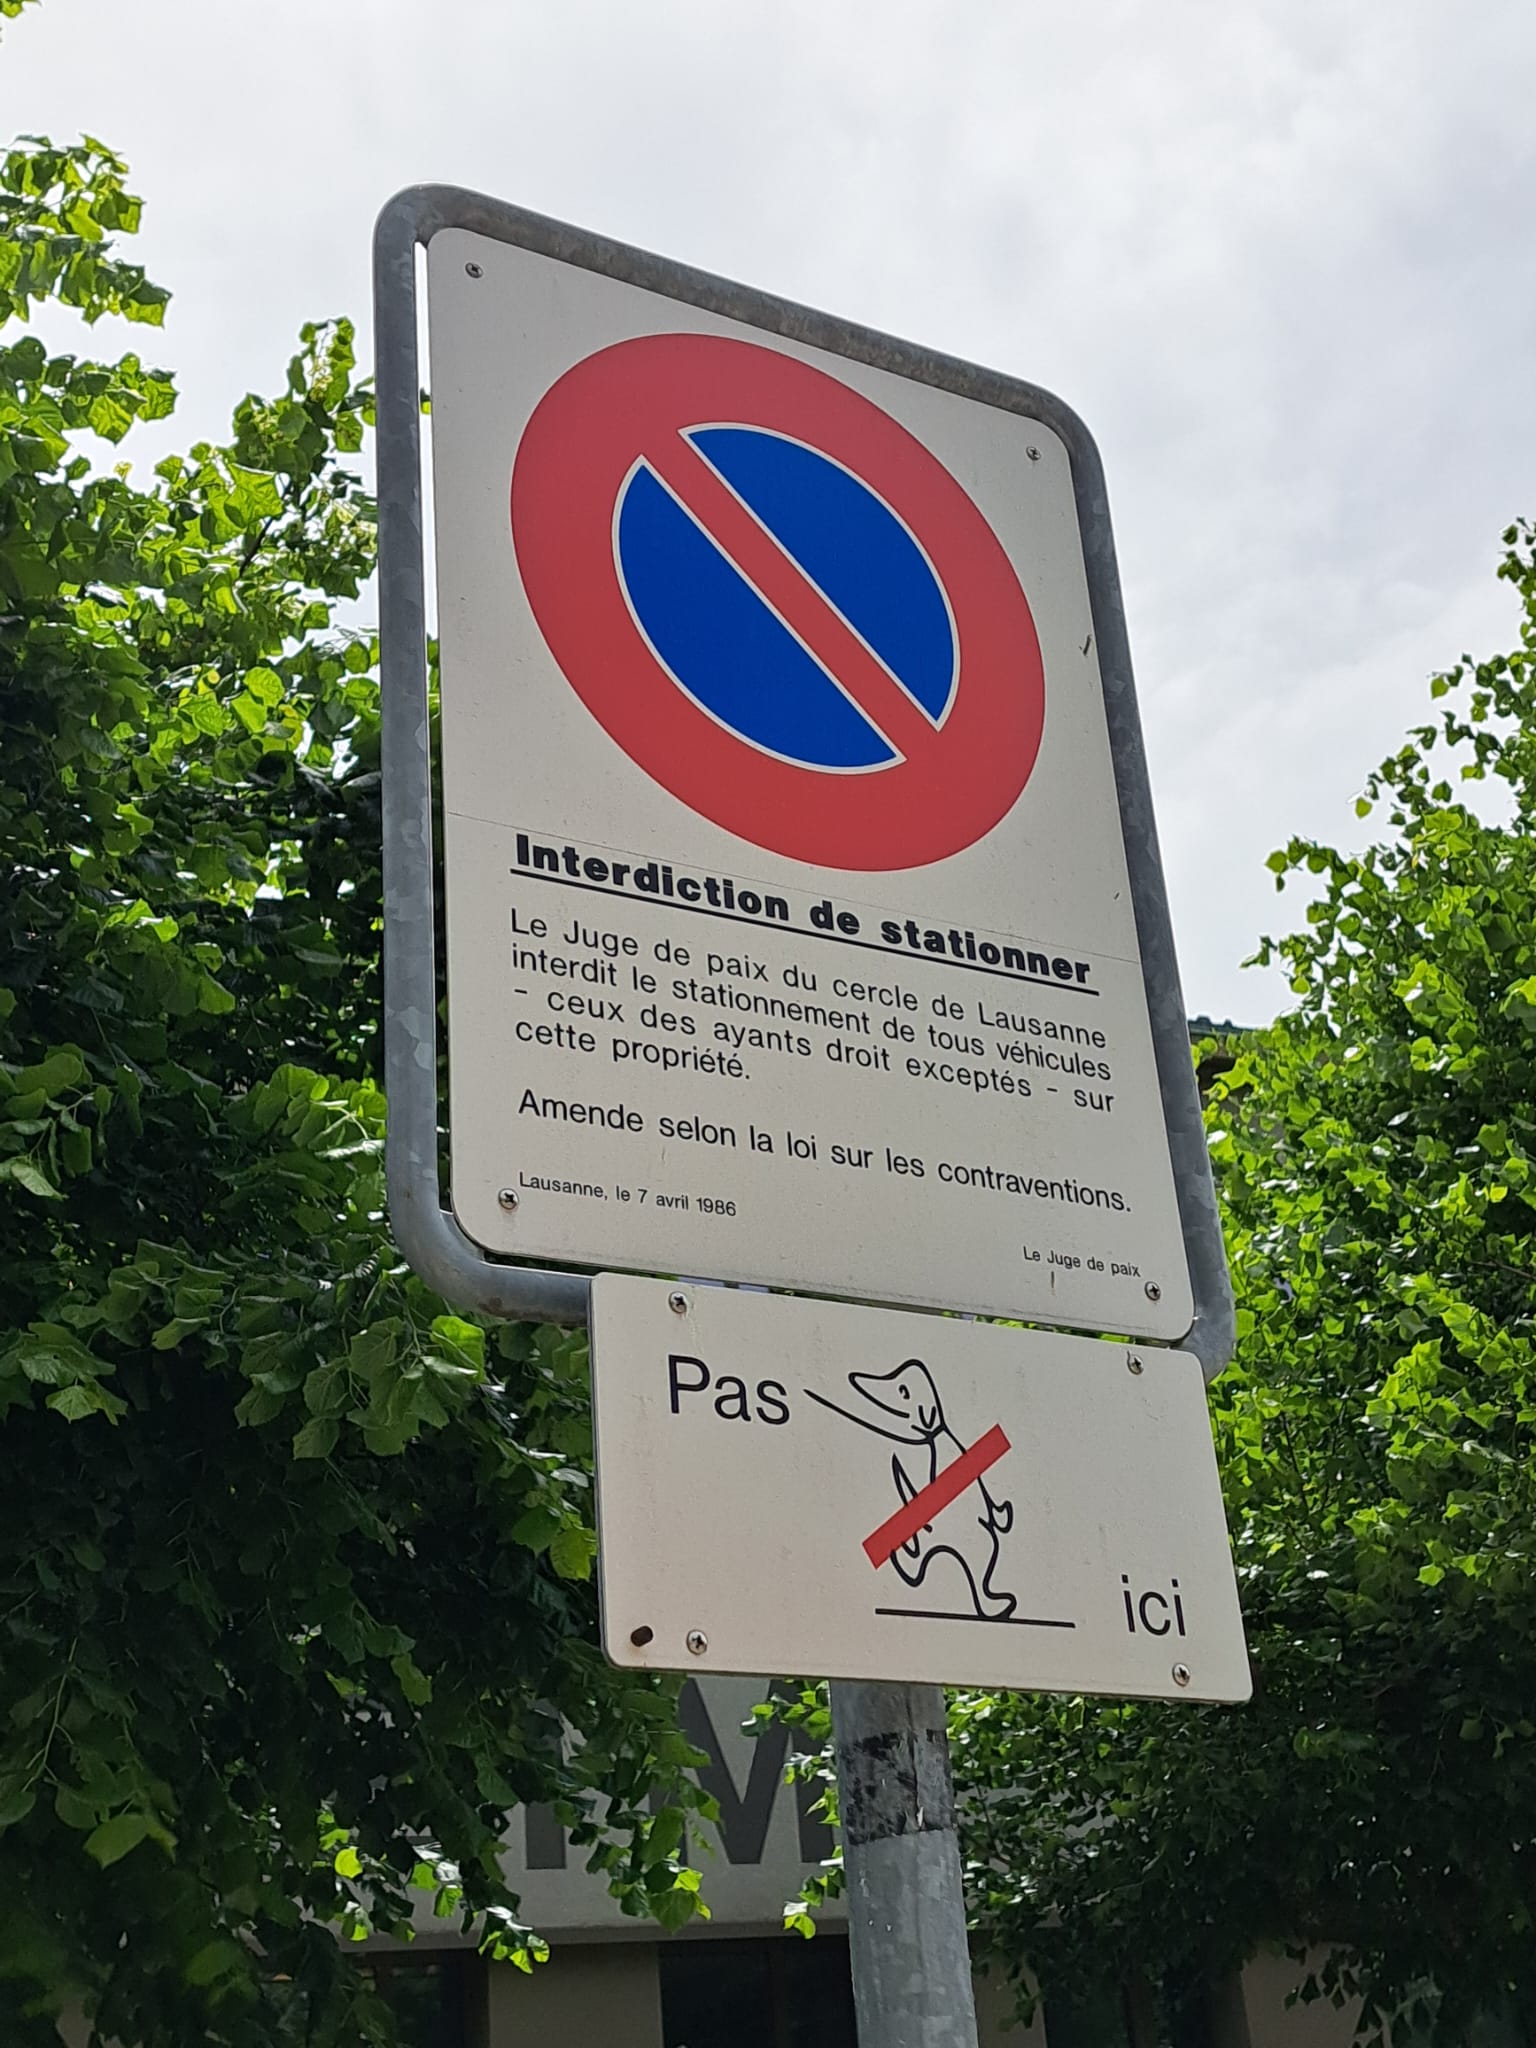 Interdiction de stationner
Le Juge de paix du cercle de Lausanne
interdit le stationnement de tous véhicules
- ceux des ayants droit exceptés - sur
cette propriété.
Amende selon la loi sur les contraventions.
Lausanne, le 7 avril 1986
Le Juge de paix
Pas
ici